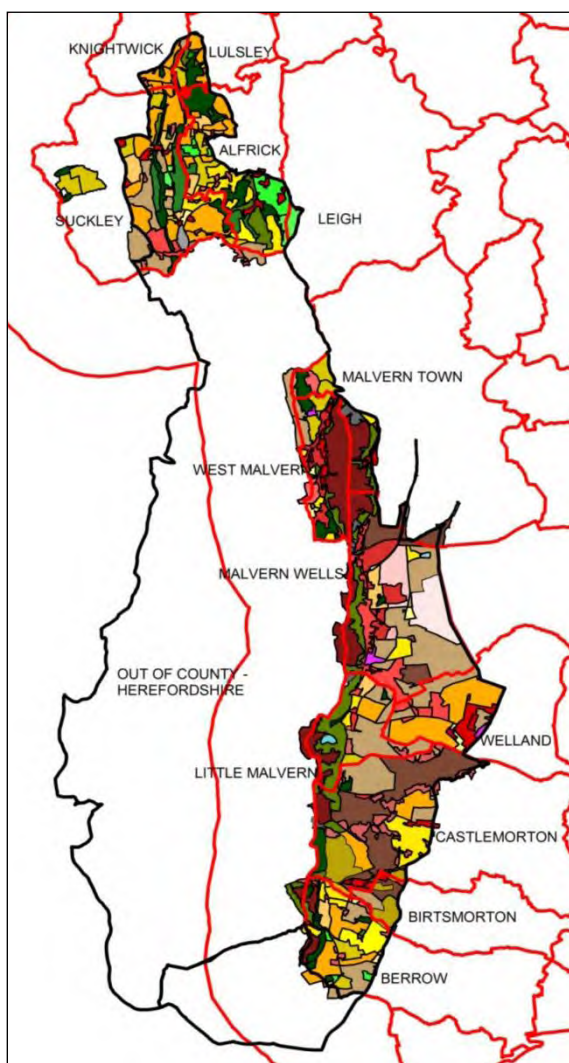 KNIGHTWICK
LULSLEY
ALFRICK
SUCKLEY
LEIGH
MALVERN TOWN
WEST MALVERN
MALVERN WELLS
OUT OF COUNTY -
HEREFORDSHIRE
WELLAND
LITTLE MALVERN
CASTLEMORTON
BIRTSMORTON
BERROW